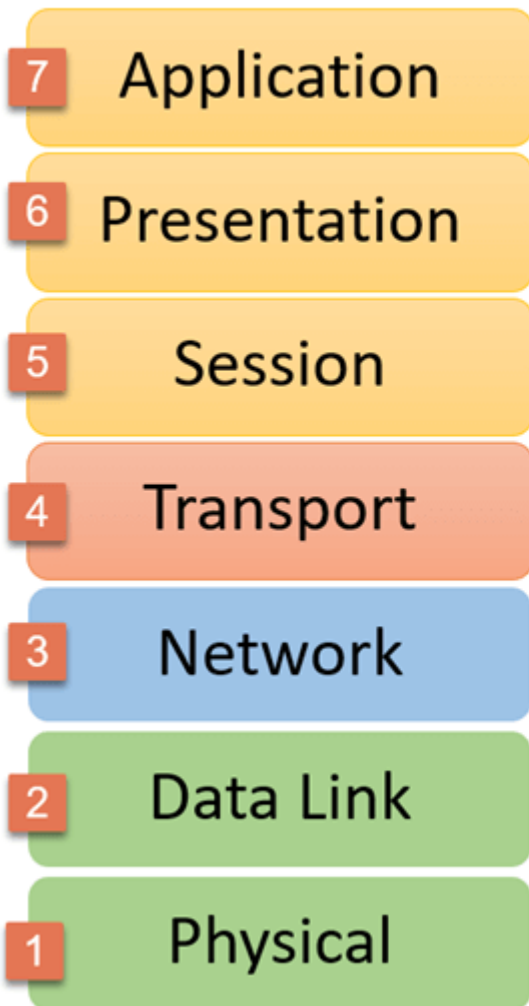 7 Application
6 Presentation
5 Session
4 Transport
3 Network
2 Data Link
1 Physical